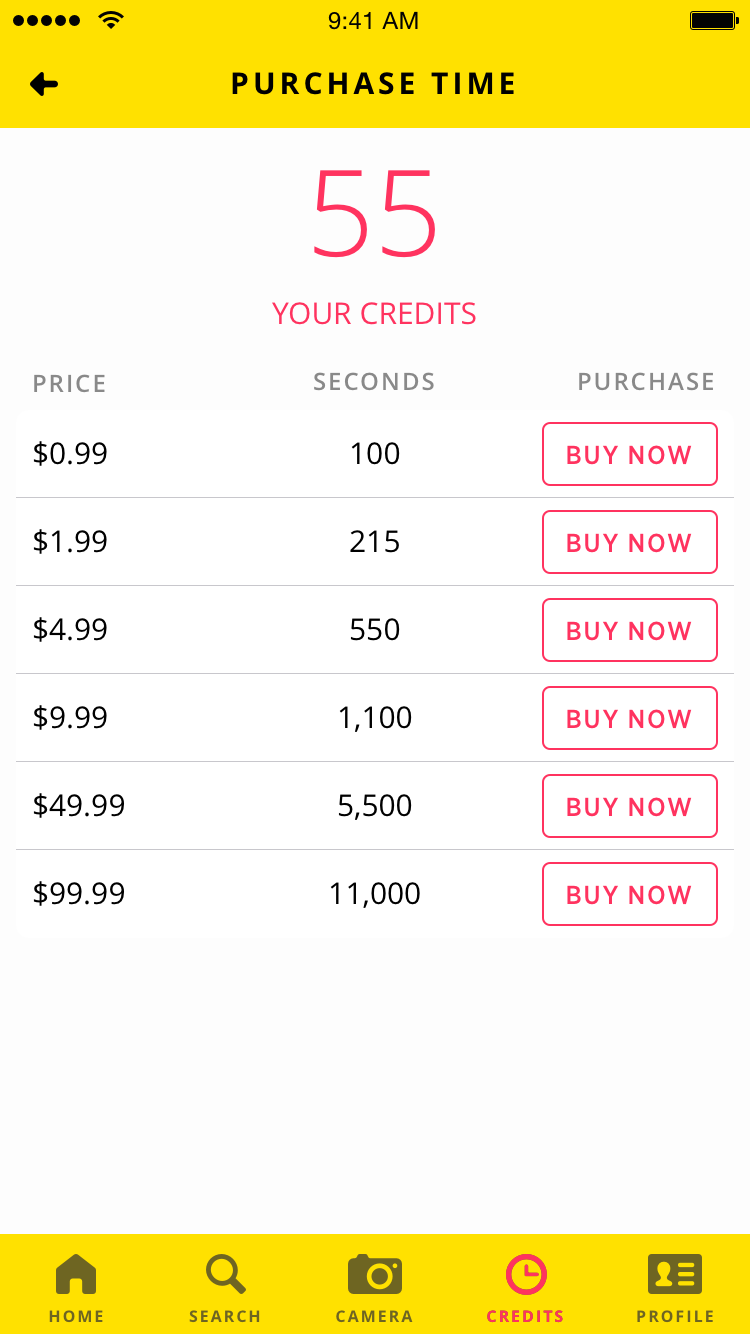 9:41 AM
PURCHASE TIME
55
YOUR CREDITS
PRICE SECONDS PURCHASE
$0.99 100 BUY NOW
$1.99 215 BUY NOW
$4.99 550 BUY NOW
$9.99 1,100 BUY NOW
$49.99 5,500 BUY NOW
$99.99 11,000 BUY NOW
HOME SEARCH CAMERA CREDITS PROFILE